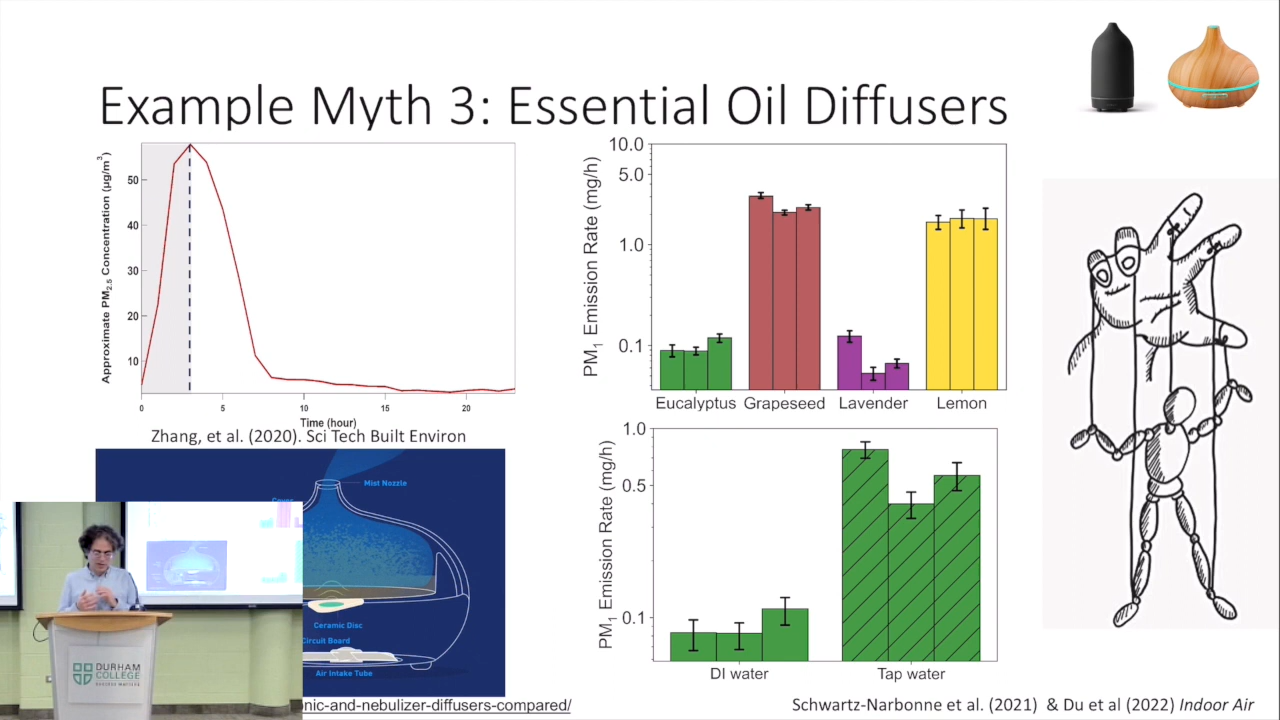 Example Myth 3: Essential Oil Diffusers
Approximate PM2.5 Concentration (µg/m3)
50
40
30
20
10
0
5
10
15
20
Time (hour)
Zhang, et al. (2020). Sci Tech Built Environ
PM1 Emission Rate (mg/h)
10.0
5.0
1.0
0.1
Eucalyptus Grapeseed Lavender Lemon
PM1 Emission Rate (mg/h)
1.0
0.5
0.1
DI water Tap water
Mist Nozzle
Cover
Ceramic Disc
Circuit Board
Air Intake Tube
DURHAM
COLLEGE
SUCCESS MATTERS
nic-and-nebulizer-diffusers-compared/
Schwartz-Narbonne et al. (2021) & Du et al (2022) Indoor Air